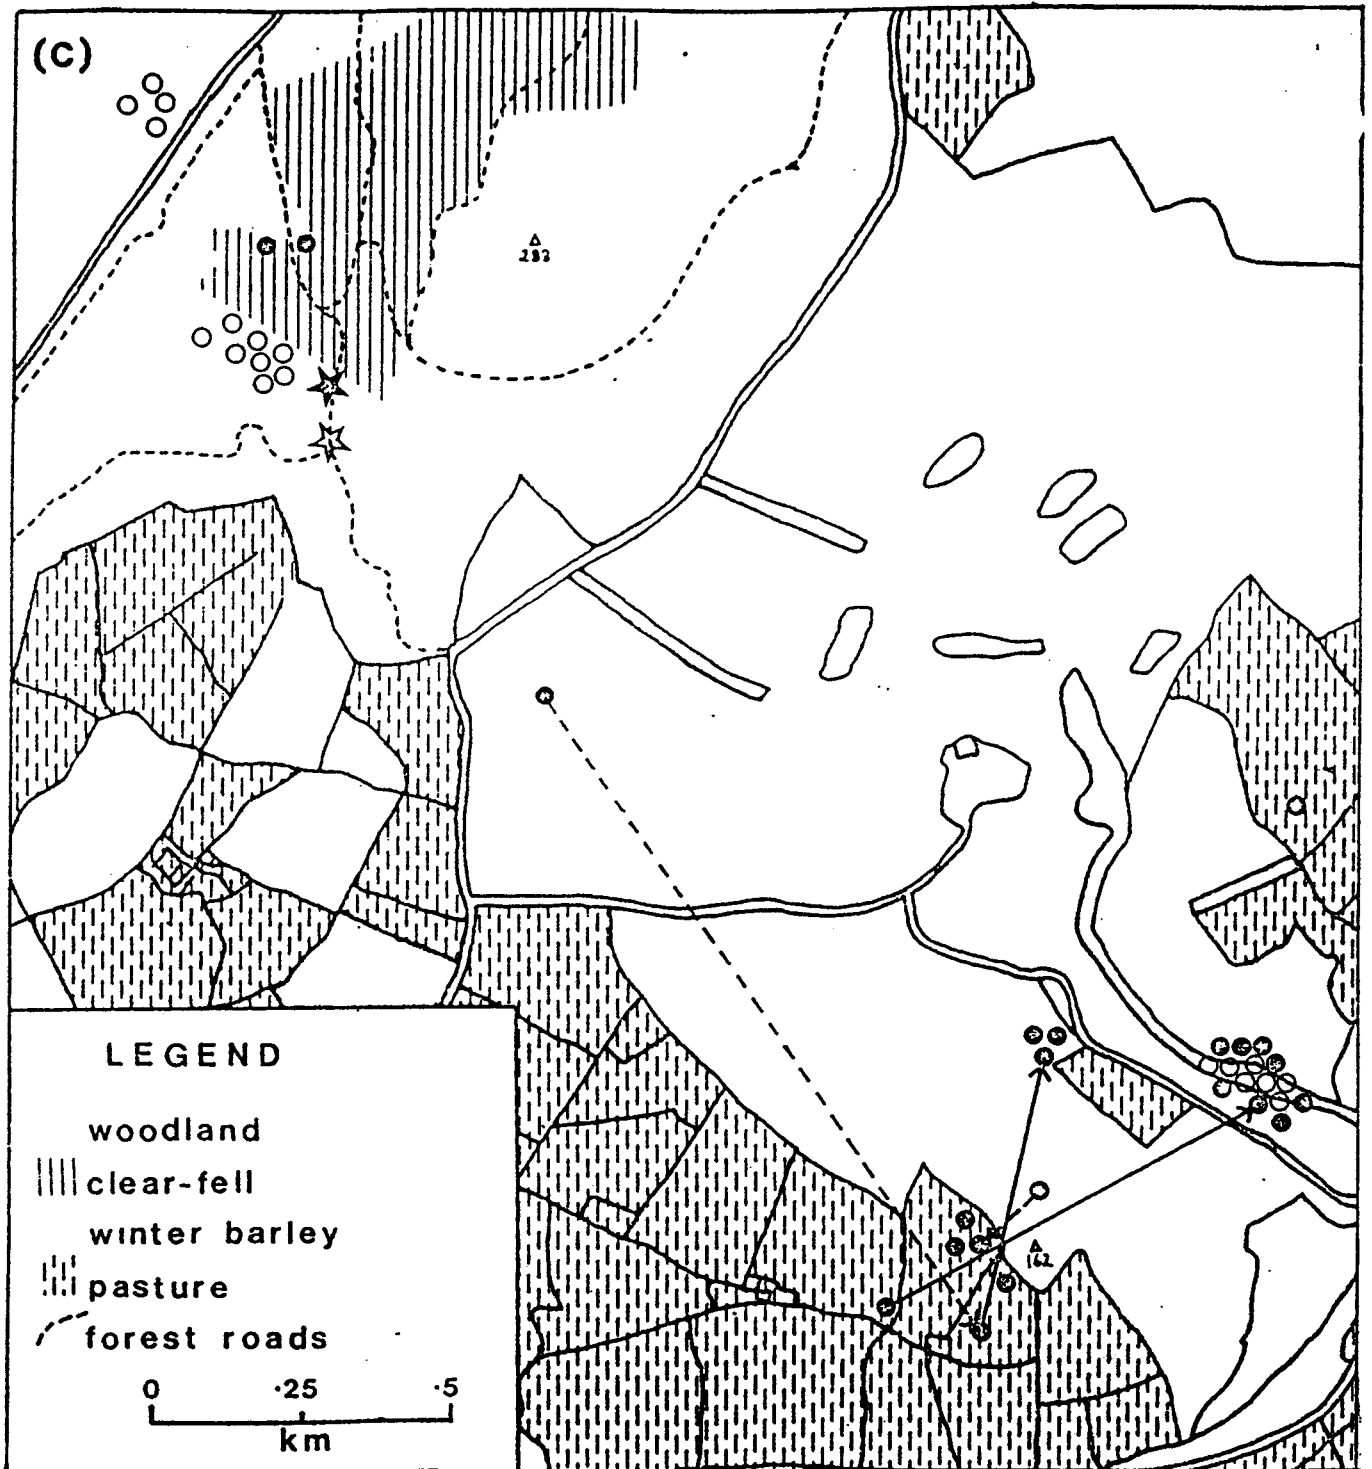 (c)
282
162
LEGEND
woodland
clear-fell
winter barley
pasture
forest roads
0 .25 .5
km